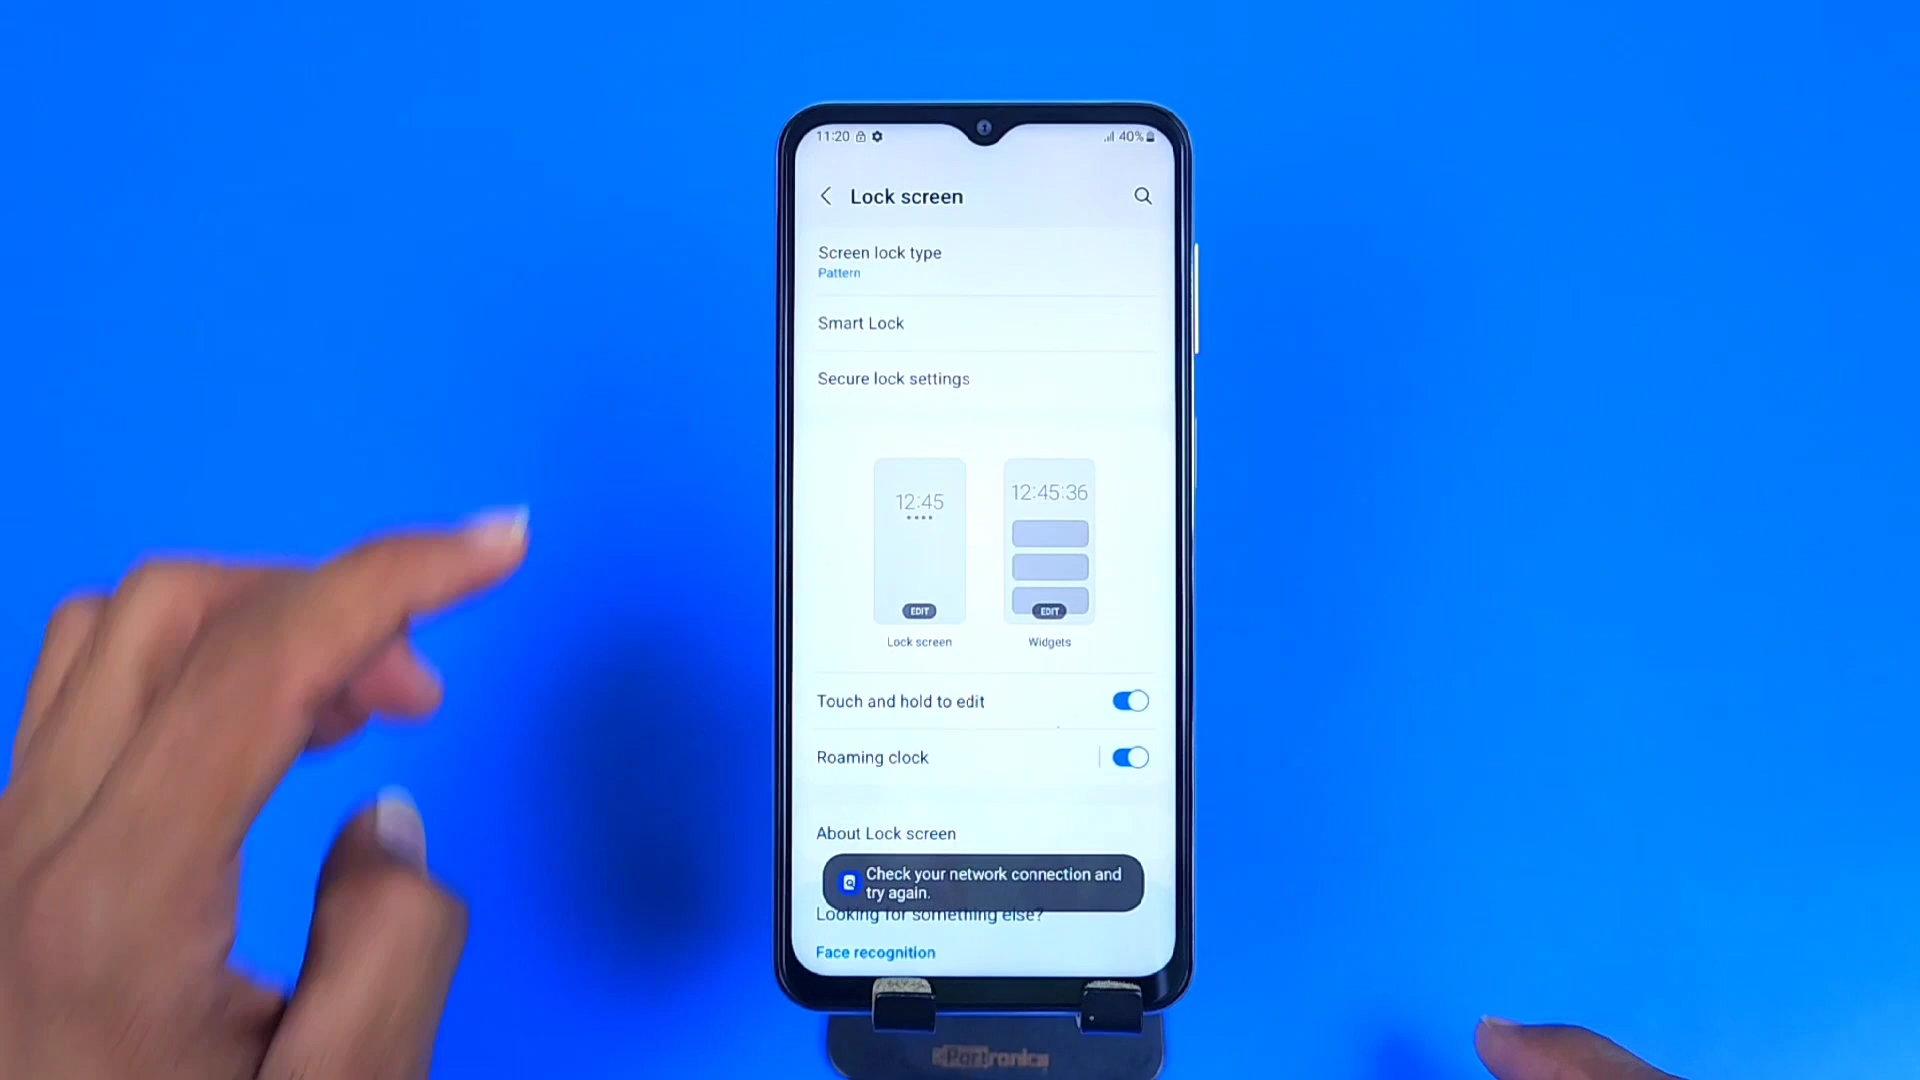 11:20
40%
Lock screen
Screen lock type
Pattern
Smart Lock
Secure lock settings
12:45
12:45:36
EDIT
EDIT
Lock screen
Widgets
Touch and hold to edit
Roaming clock
About Lock screen
Check your network connection and
try again.
Looking for something else?
Face recognition
Portronics